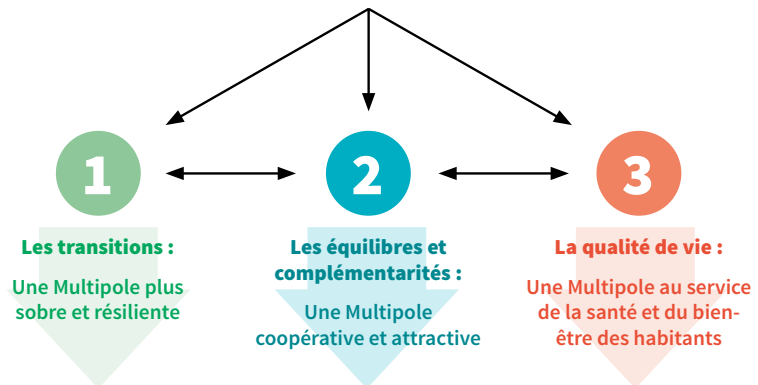 1
Les transitions :
Une Multipole plus
sobre et résiliente
2
Les équilibres et
complémentarités :
Une Multipole
coopérative et attractive
3
La qualité de vie :
Une Multipole au service
de la santé et du bien-
être des habitants